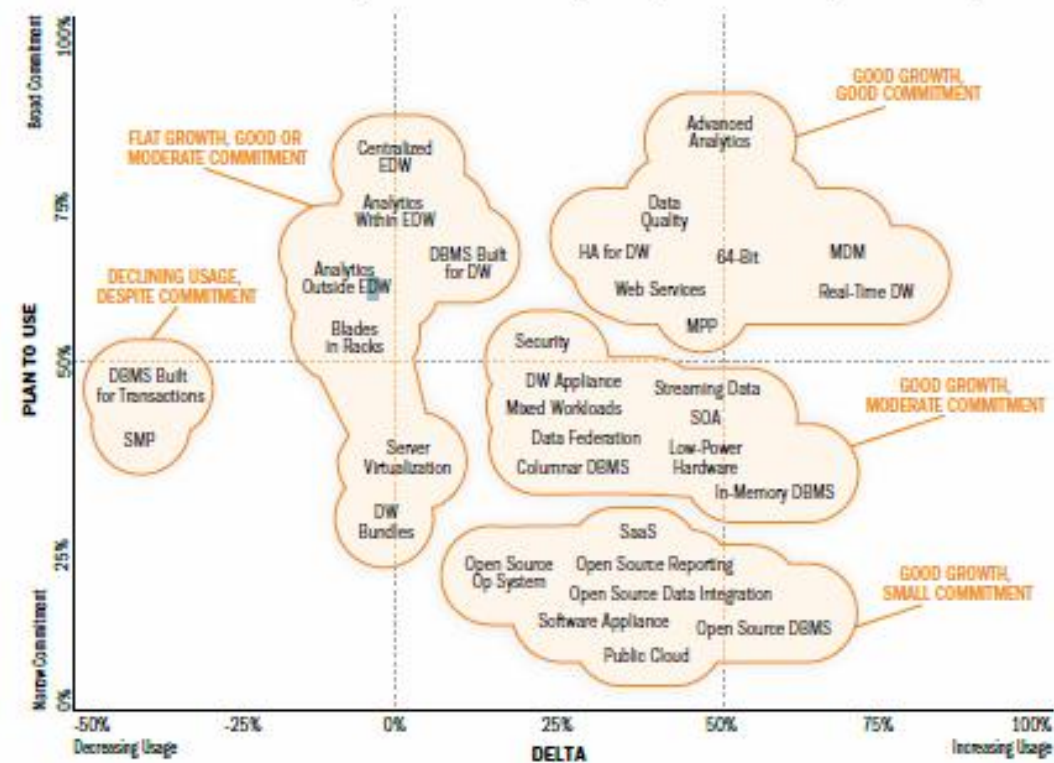 Broad Commitment
100%
75%
PLAN TO USE
50%
25%
Narrow Commitment
0%
GOOD GROWTH,
GOOD COMMITMENT
Advanced
Analytics
FLAT GROWTH, GOOD OR
MODERATE COMMITMENT
Centralized
EDW
Analytics
Within EDW
Data
Quality
DBMS Built
for DW
HA for DW
64-Bit
MDM
Analytics
Outside EDW
Web Services
Real-Time DW
DECLINING USAGE,
DESPITE COMMITMENT
Blades
in Racks
MPP
Security
DBMS Built
for Transactions
SMP
DW Appliance
Streaming Data
Mixed Workloads
SOA
Data Federation
Low-Power
Hardware
Columnar DBMS
In-Memory DBMS
GOOD GROWTH,
MODERATE COMMITMENT
Server
Virtualization
DW
Bundles
SaaS
Open Source
Op System
Open Source Reporting
Open Source Data Integration
Software Appliance
Open Source DBMS
Public Cloud
GOOD GROWTH,
SMALL COMMITMENT
-50%
-25%
0%
25%
50%
75%
100%
Decreasing Usage
DELTA
Increasing Usage